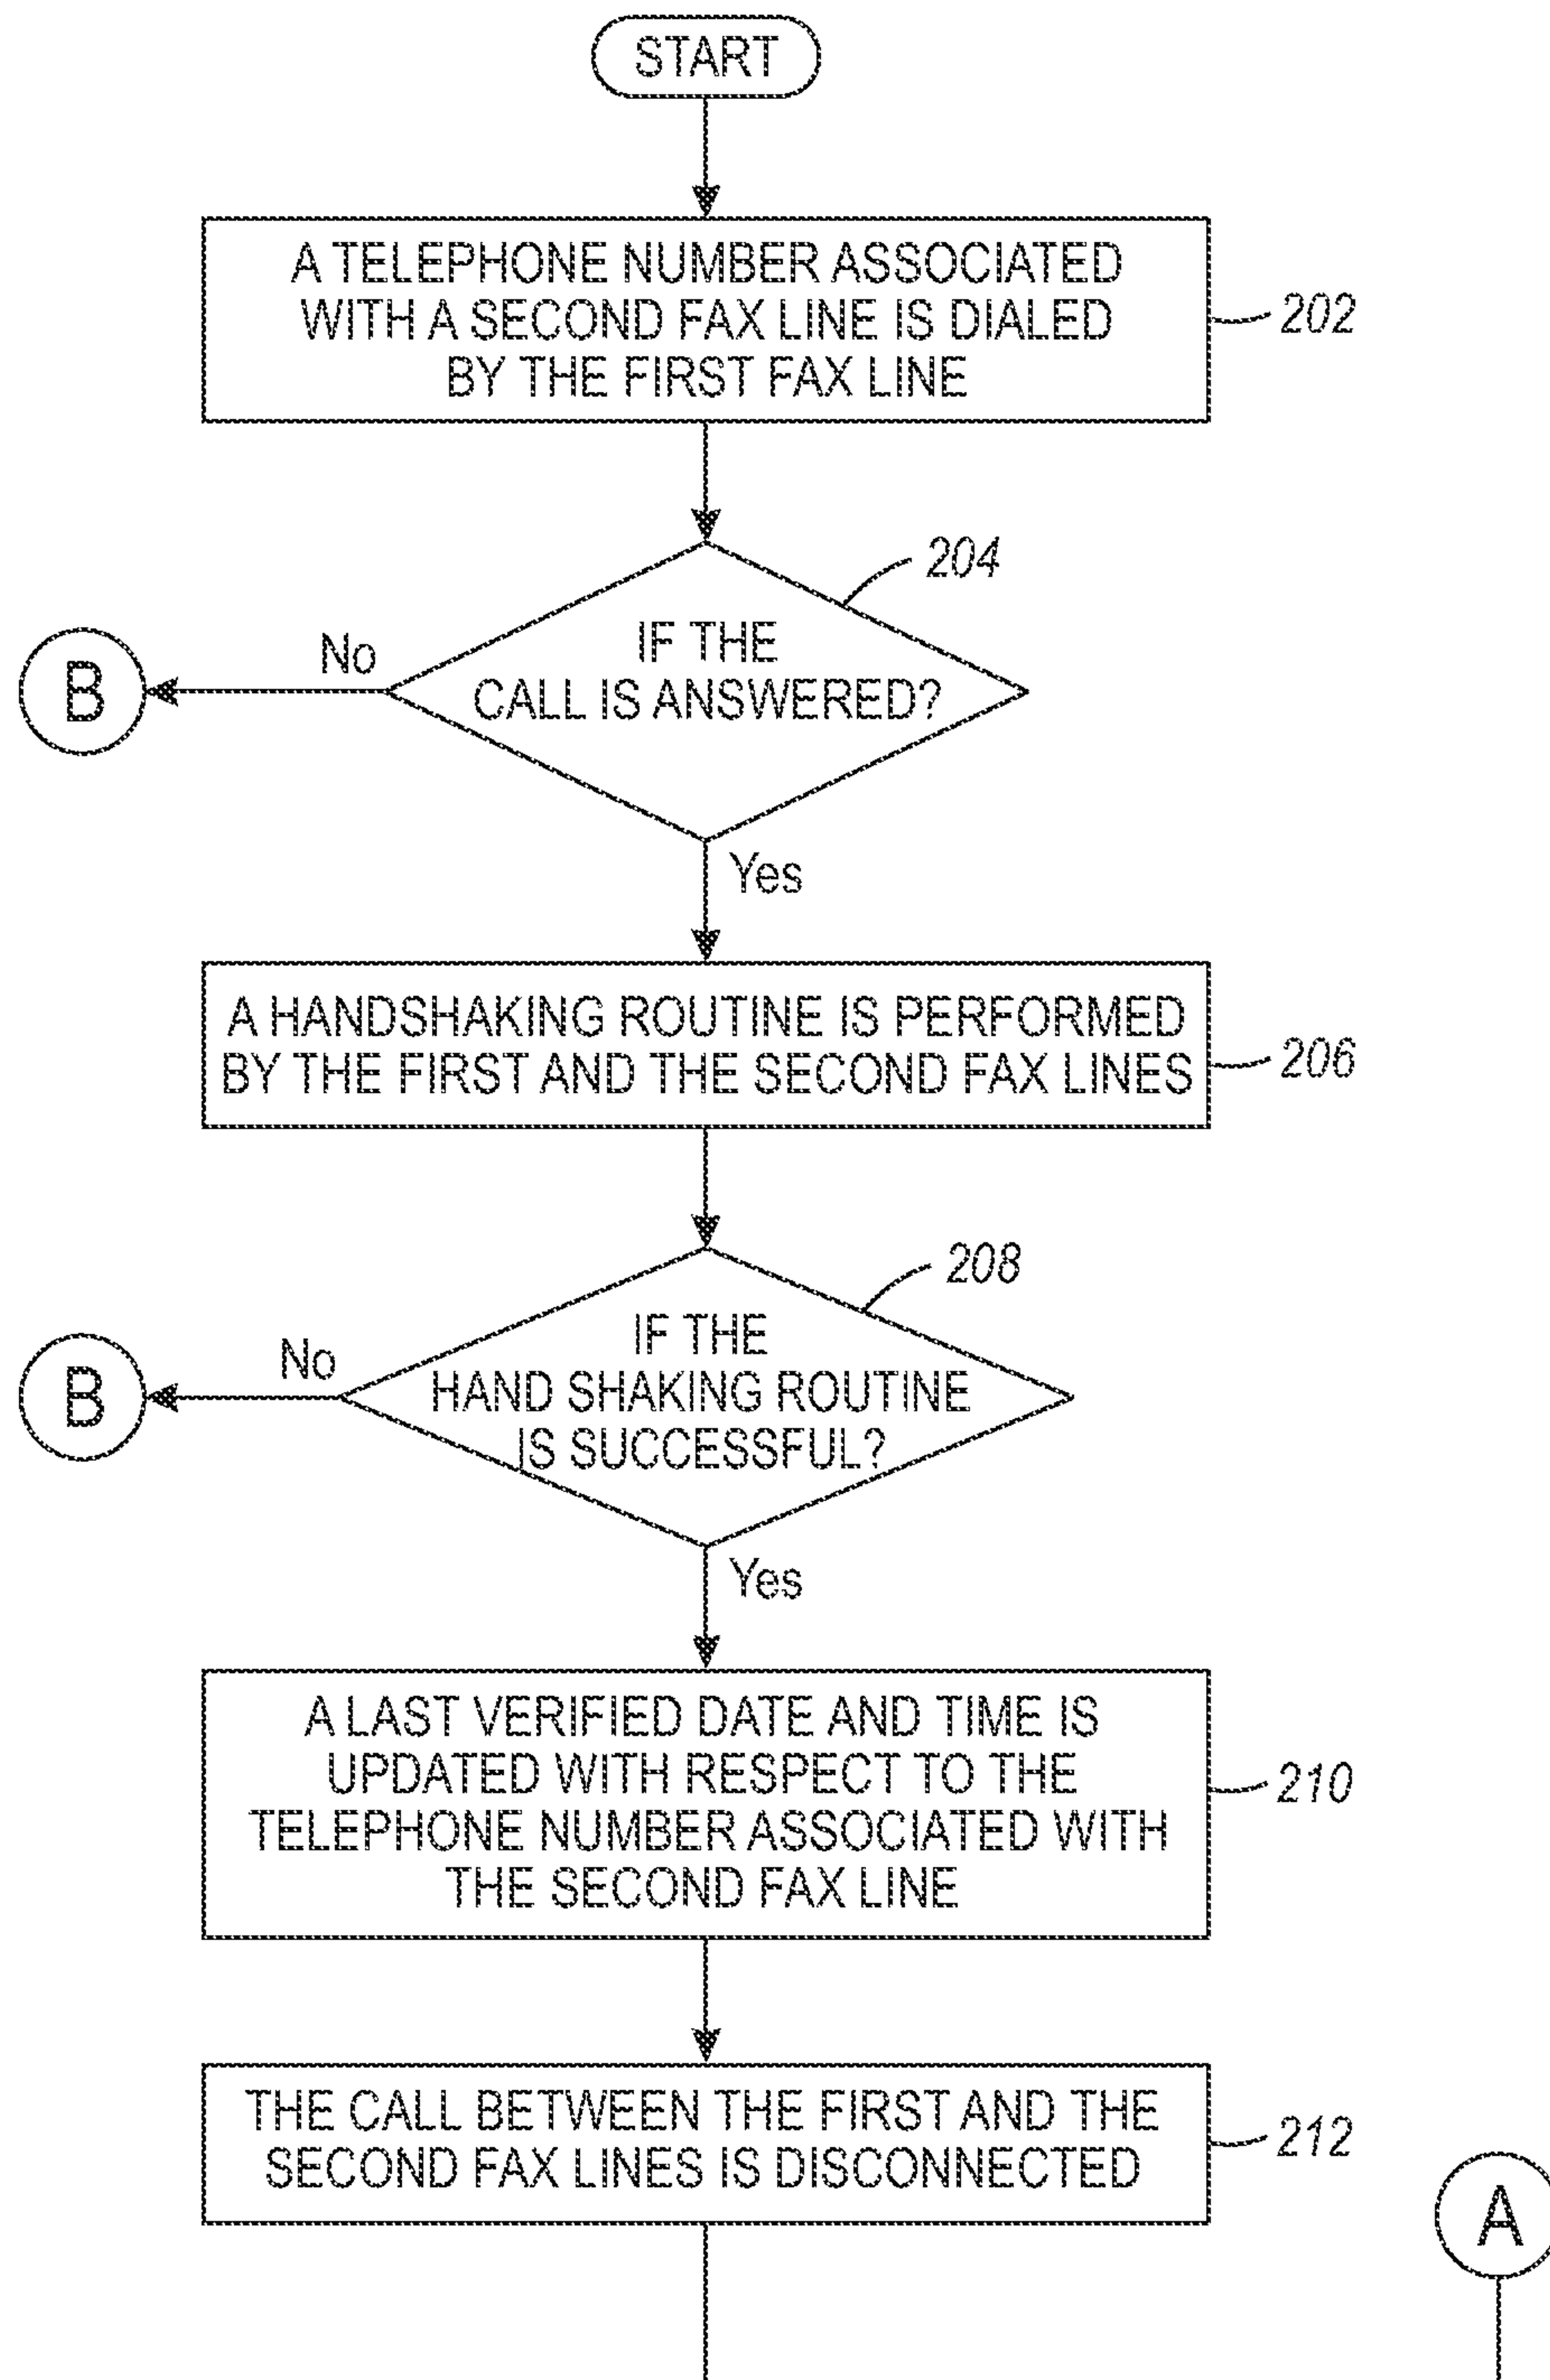 START
A TELEPHONE NUMBER ASSOCIATED
WITH A SECOND FAX LINE IS DIALED
BY THE FIRST FAX LINE
202
204
IF THE
CALL IS ANSWERED?
No
B
Yes
A HANDSHAKING ROUTINE IS PERFORMED
BY THE FIRST AND THE SECOND FAX LINES
206
208
IF THE
HAND SHAKING ROUTINE
IS SUCCESSFUL?
No
B
Yes
A LAST VERIFIED DATE AND TIME IS
UPDATED WITH RESPECT TO THE
TELEPHONE NUMBER ASSOCIATED WITH
THE SECOND FAX LINE
210
THE CALL BETWEEN THE FIRST AND THE
SECOND FAX LINES IS DISCONNECTED
212
A